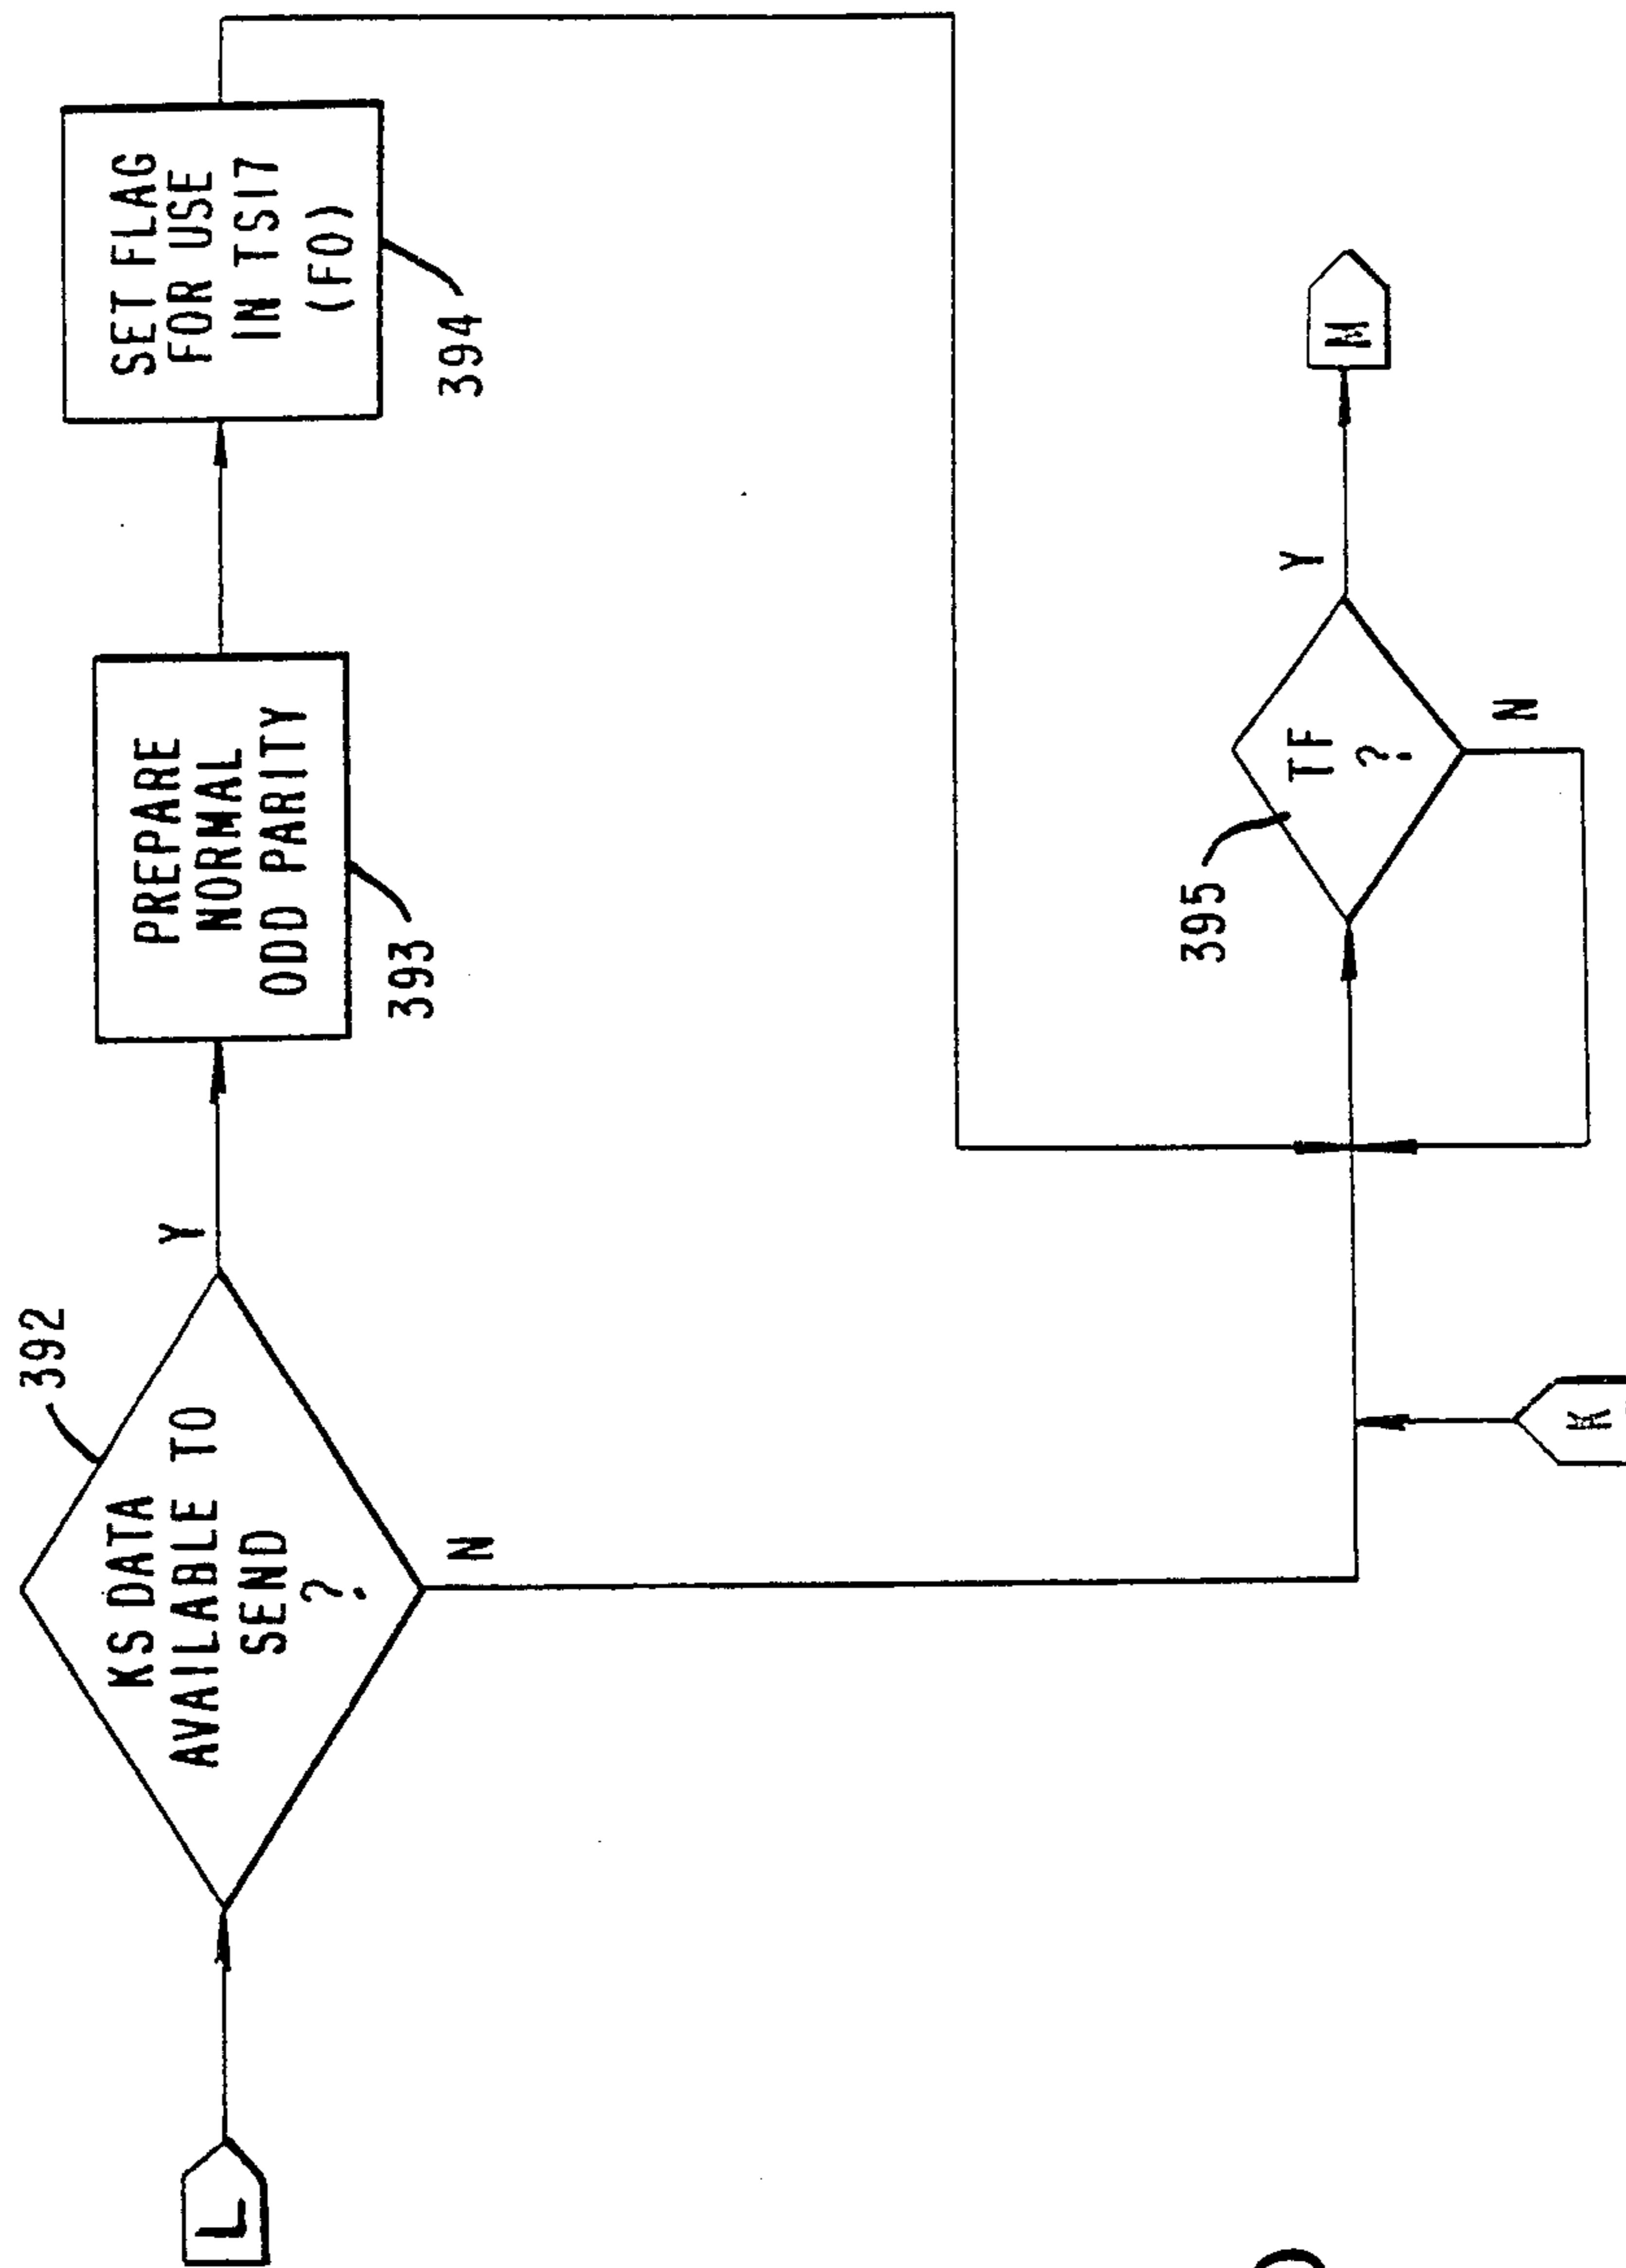 L
392
KS DATA
AVAILABLE TO
SEND
?
Y
N
PREPARE
NORMAL
ODD PARITY
393
SET FLAG
FOR USE
IN TS17
(F0)
394
K
395
TF
?
Y
N
M